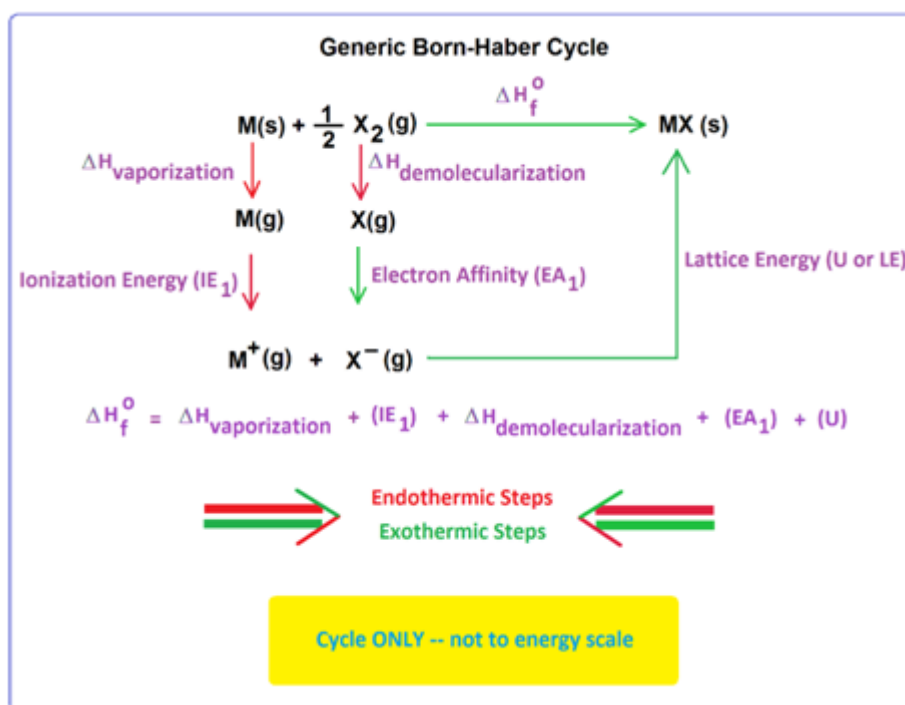 Generic Born-Haber Cycle
ΔH°f
M(s) + 1/2 X₂(g) MX (s)
ΔHvaporization ΔHdemolecularization
M(g) X(g)
Ionization Energy (IE₁) Electron Affinity (EA₁) Lattice Energy (U or LE)
M⁺(g) + X⁻(g)
ΔH°f = ΔHvaporization + (IE₁) + ΔHdemolecularization + (EA₁) + (U)
Endothermic Steps
Exothermic Steps
Cycle ONLY -- not to energy scale